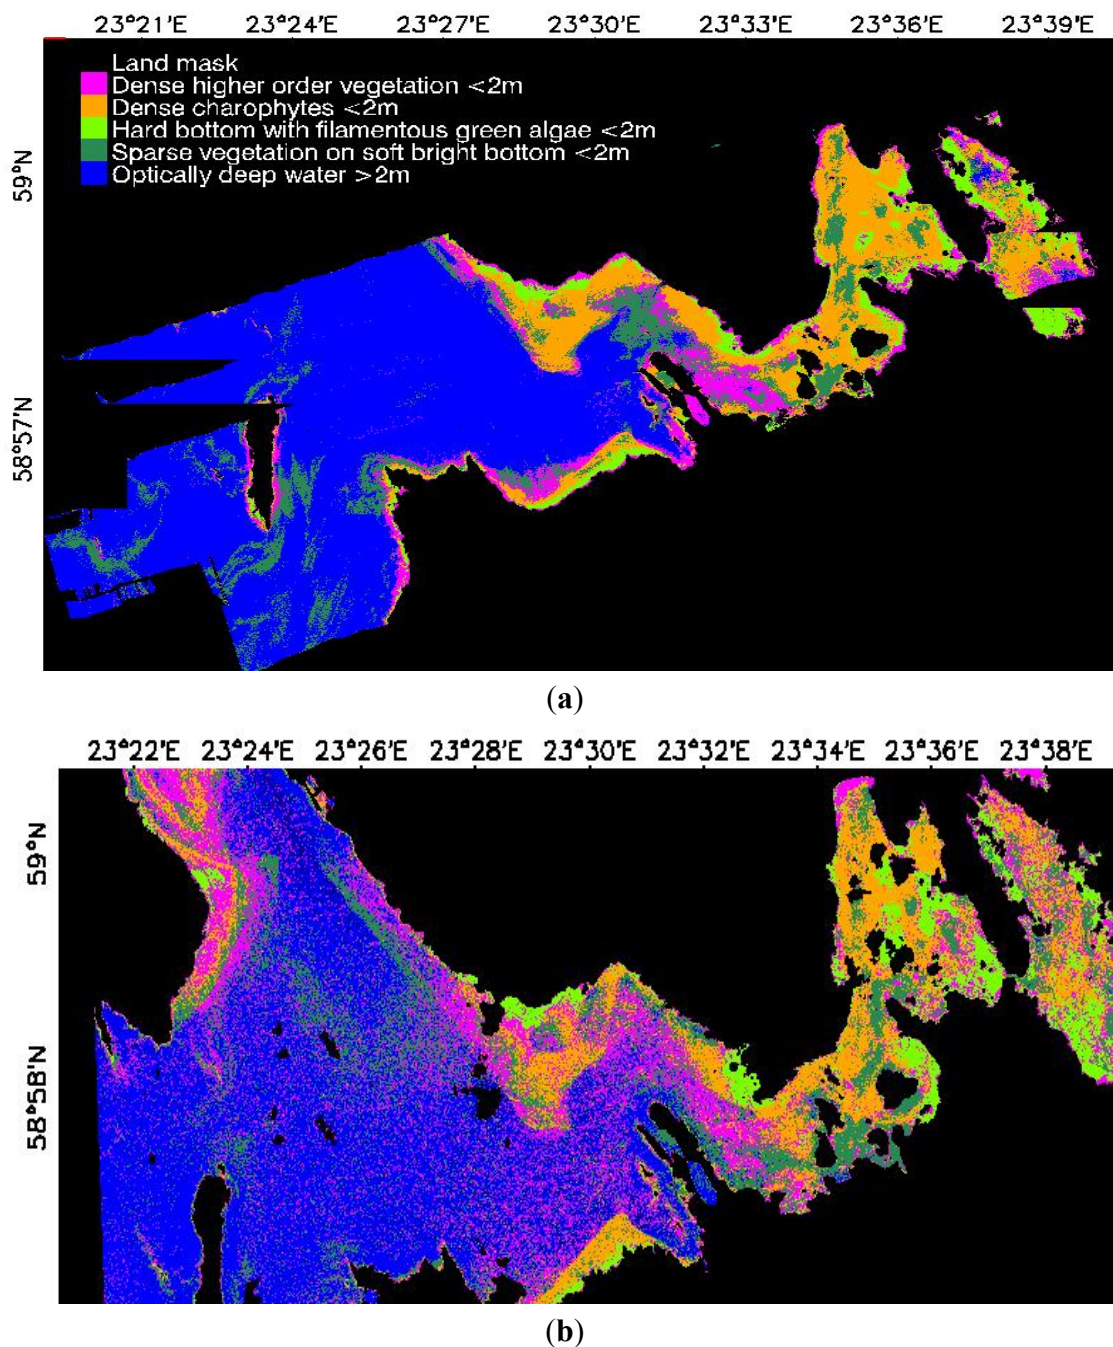 23°21'E 23°24'E 23°27'E 23°30'E 23°33'E 23°36'E 23°39'E
Land mask
Dense higher order vegetation <2m
Dense charophytes <2m
Hard bottom with filamentous green algae <2m
Sparse vegetation on soft bright bottom <2m
Optically deep water >2m
59°N
58°57'N
(a)
23°22'E 23°24'E 23°26'E 23°28'E 23°30'E 23°32'E 23°34'E 23°36'E 23°38'E
59°N
58°58'N
(b)